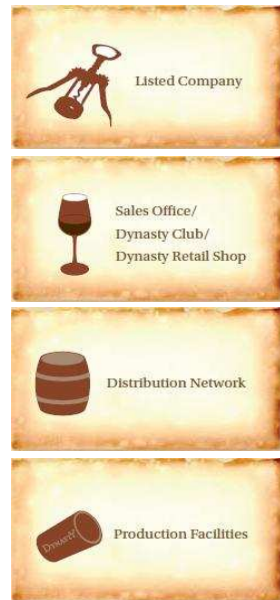 Listed Company
Sales Office/
Dynasty Club/
Dynasty Retail Shop
Distribution Network
DYNASTY
Production Facilities